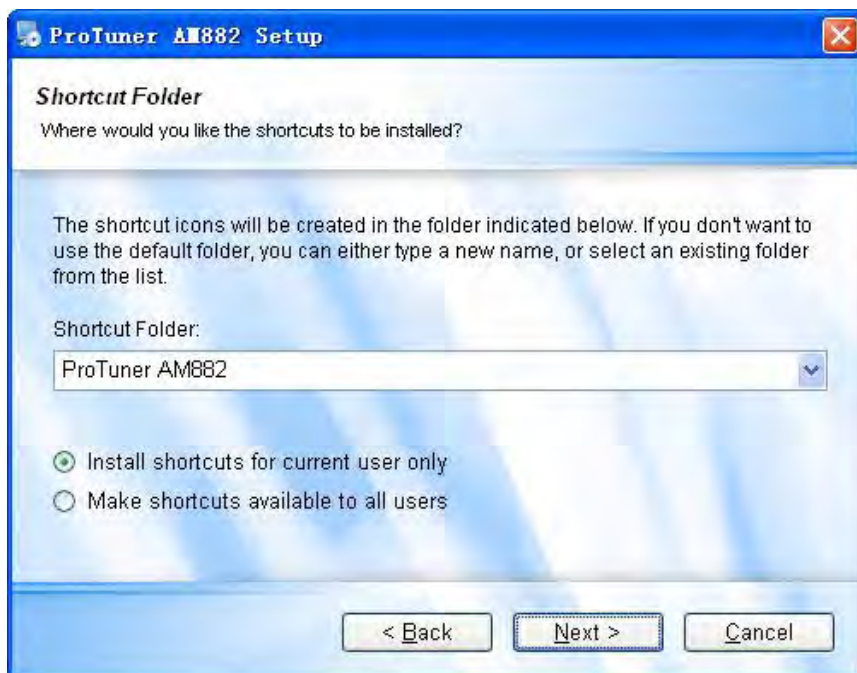 ProTuner AM882 Setup
Shortcut Folder
Where would you like the shortcuts to be installed?
The shortcut icons will be created in the folder indicated below. If you don't want to
use the default folder, you can either type a new name, or select an existing folder
from the list.
Shortcut Folder:
ProTuner AM882
Install shortcuts for current user only
Make shortcuts available to all users
< Back Next > Cancel